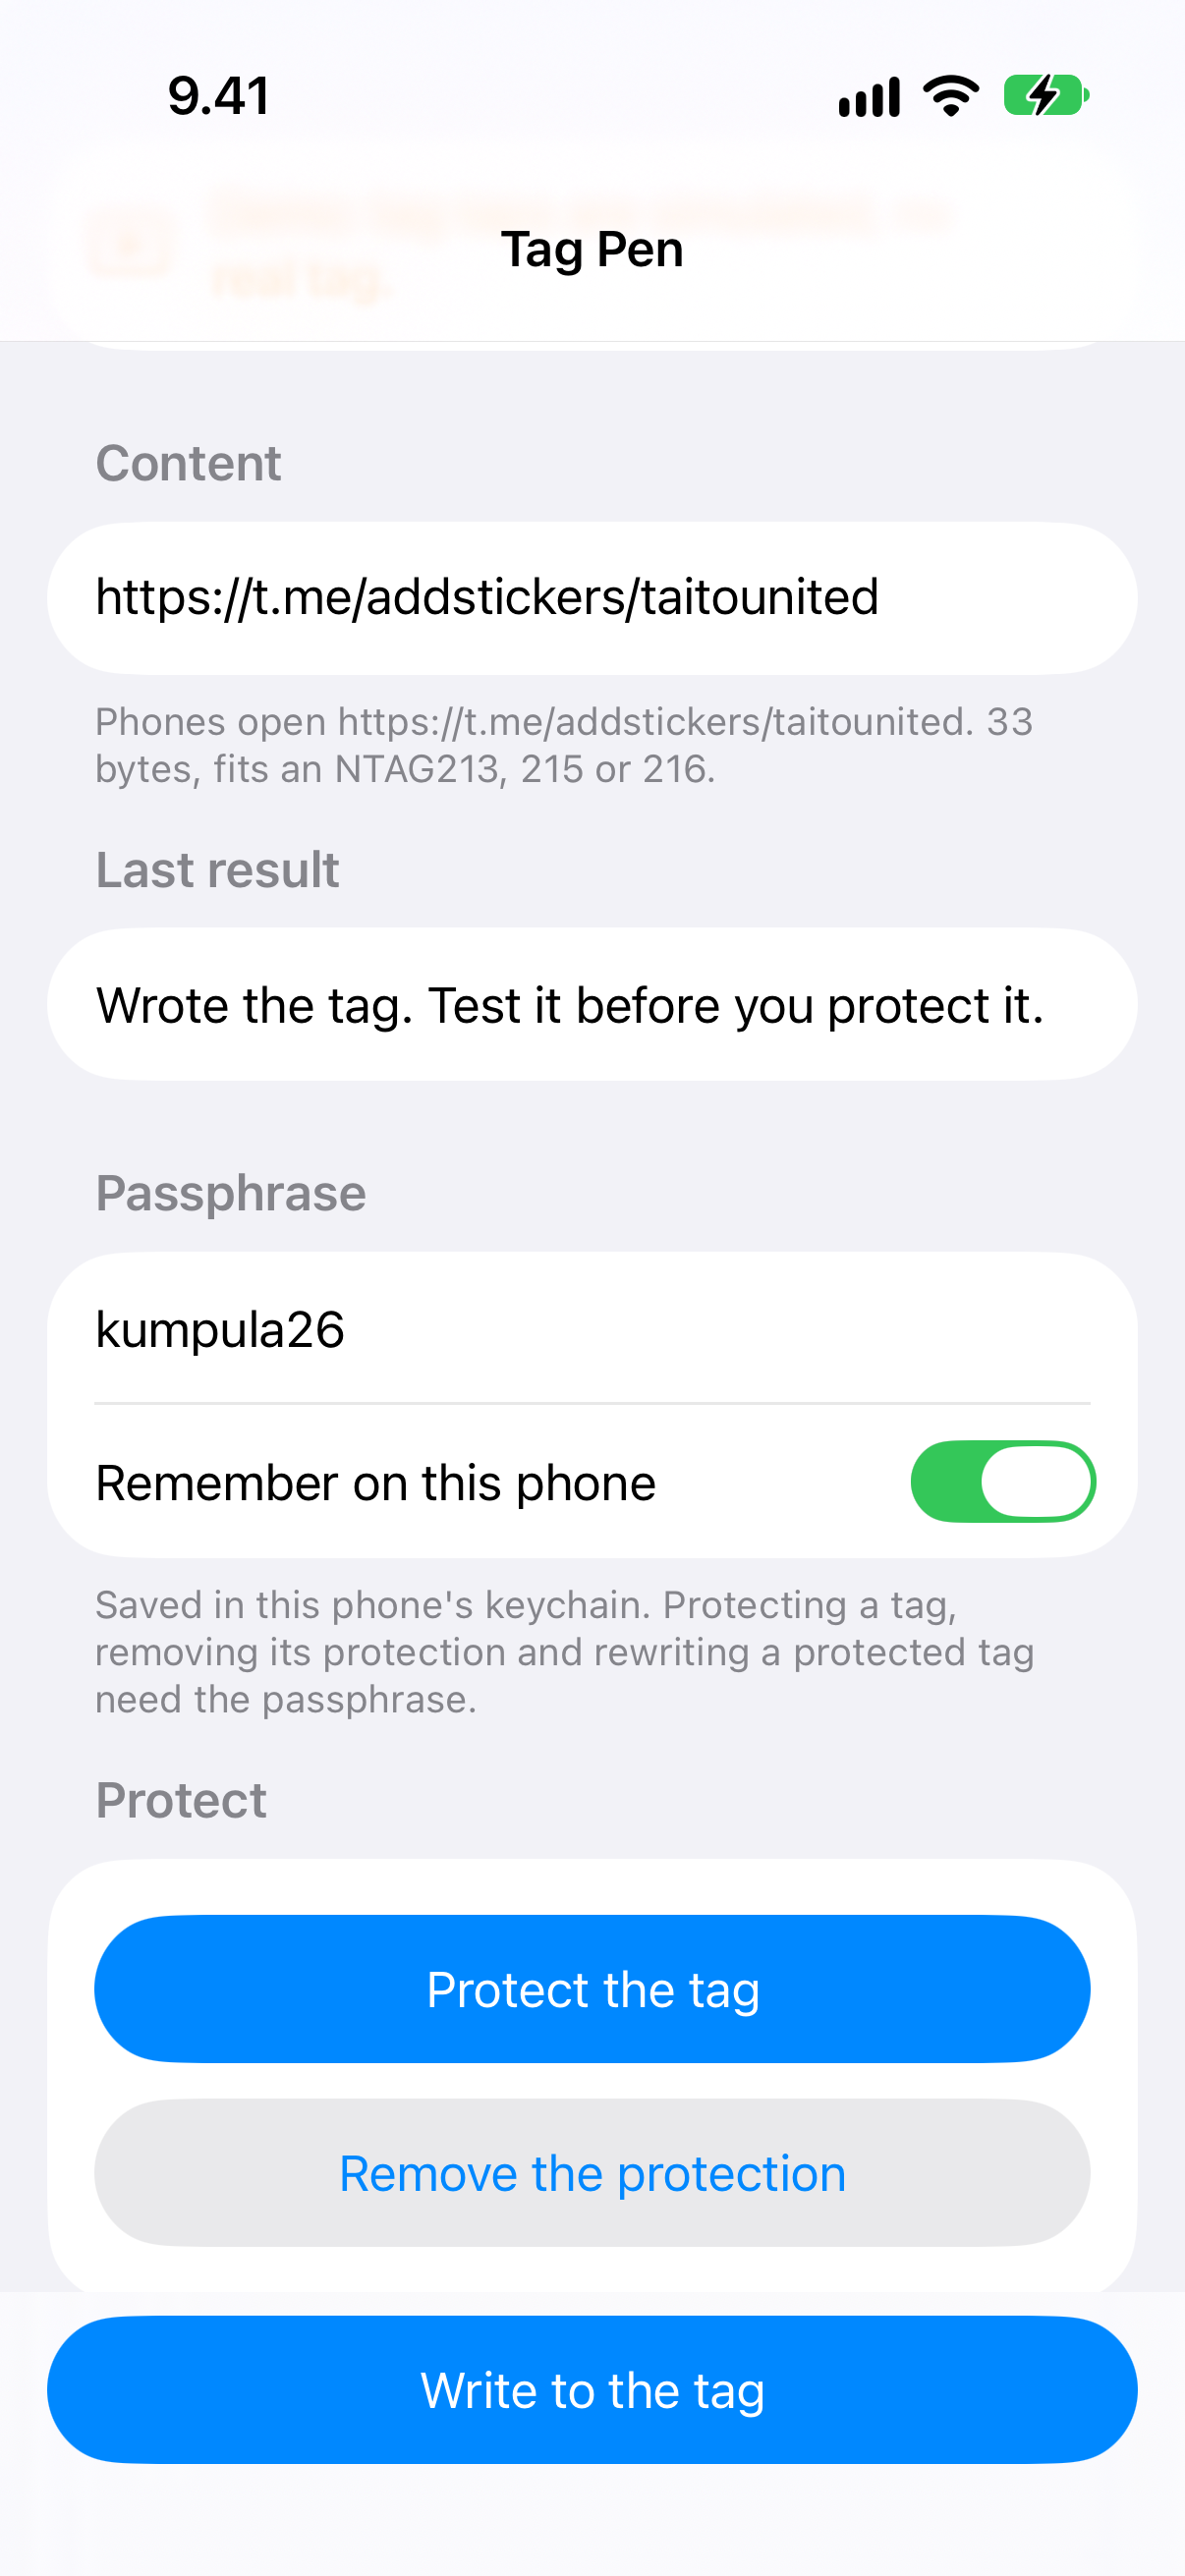 9.41
real tag.
Tag Pen
Content
https://t.me/addstickers/taitounited
Phones open https://t.me/addstickers/taitounited. 33
bytes, fits an NTAG213, 215 or 216.
Last result
Wrote the tag. Test it before you protect it.
Passphrase
kumpula26
Remember on this phone
Saved in this phone's keychain. Protecting a tag,
removing its protection and rewriting a protected tag
need the passphrase.
Protect
Protect the tag
Remove the protection
Write to the tag